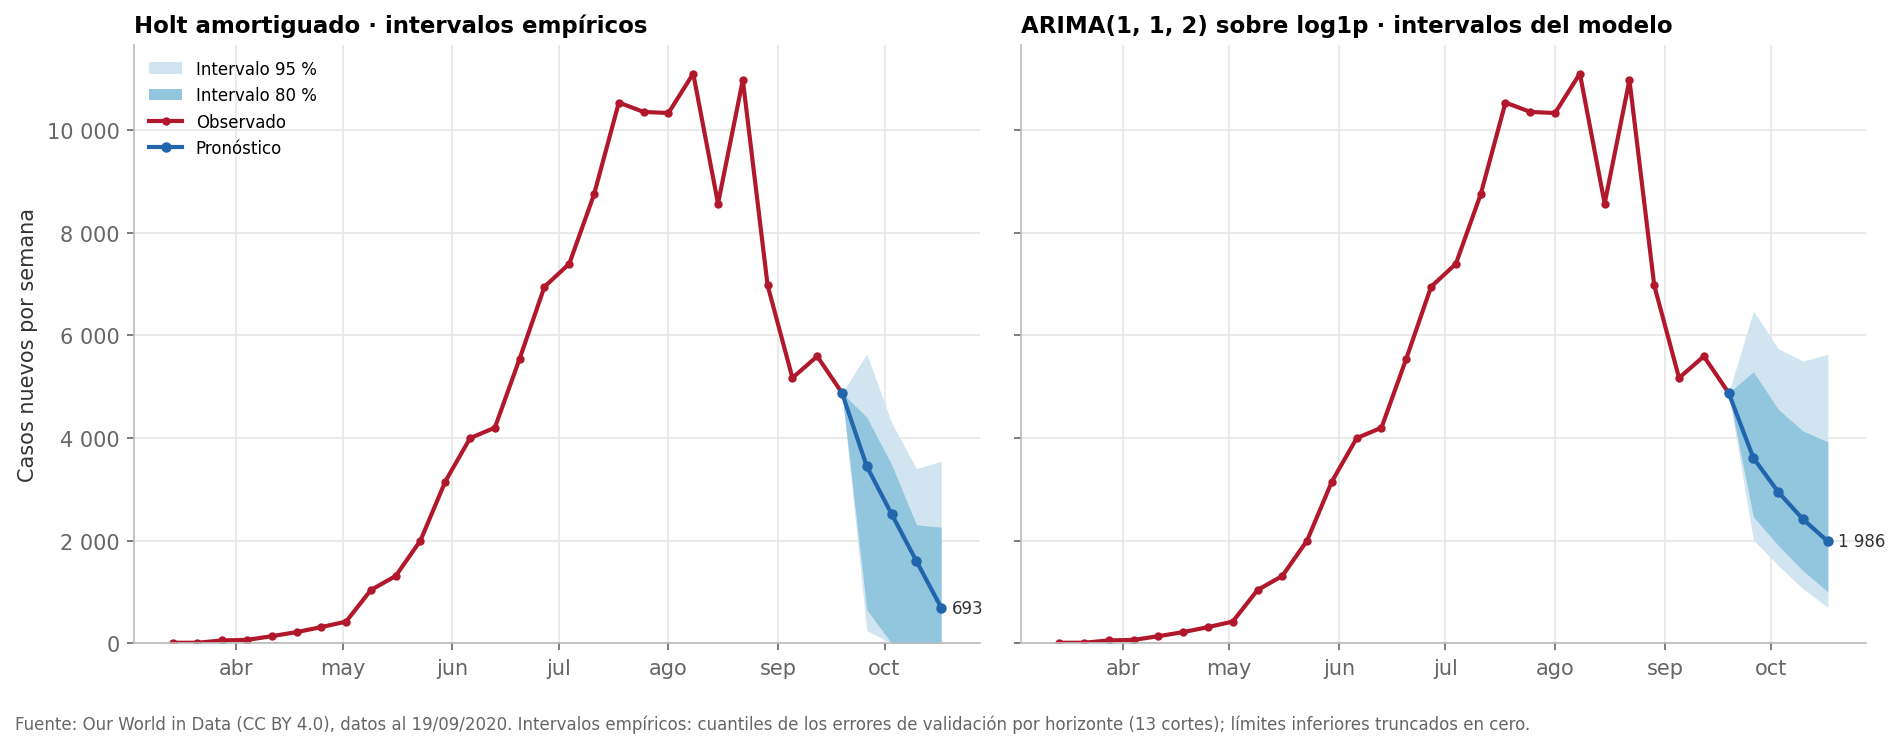 Holt amortiguado · intervalos empíricos
Intervalo 95 %
Intervalo 80 %
Observado
Pronóstico
Casos nuevos por semana
10 000
8 000
6 000
4 000
2 000
0
abr may jun jul ago sep oct
693
ARIMA(1, 1, 2) sobre log1p · intervalos del modelo
abr may jun jul ago sep oct
1 986
Fuente: Our World in Data (CC BY 4.0), datos al 19/09/2020. Intervalos empíricos: cuantiles de los errores de validación por horizonte (13 cortes); límites inferiores truncados en cero.